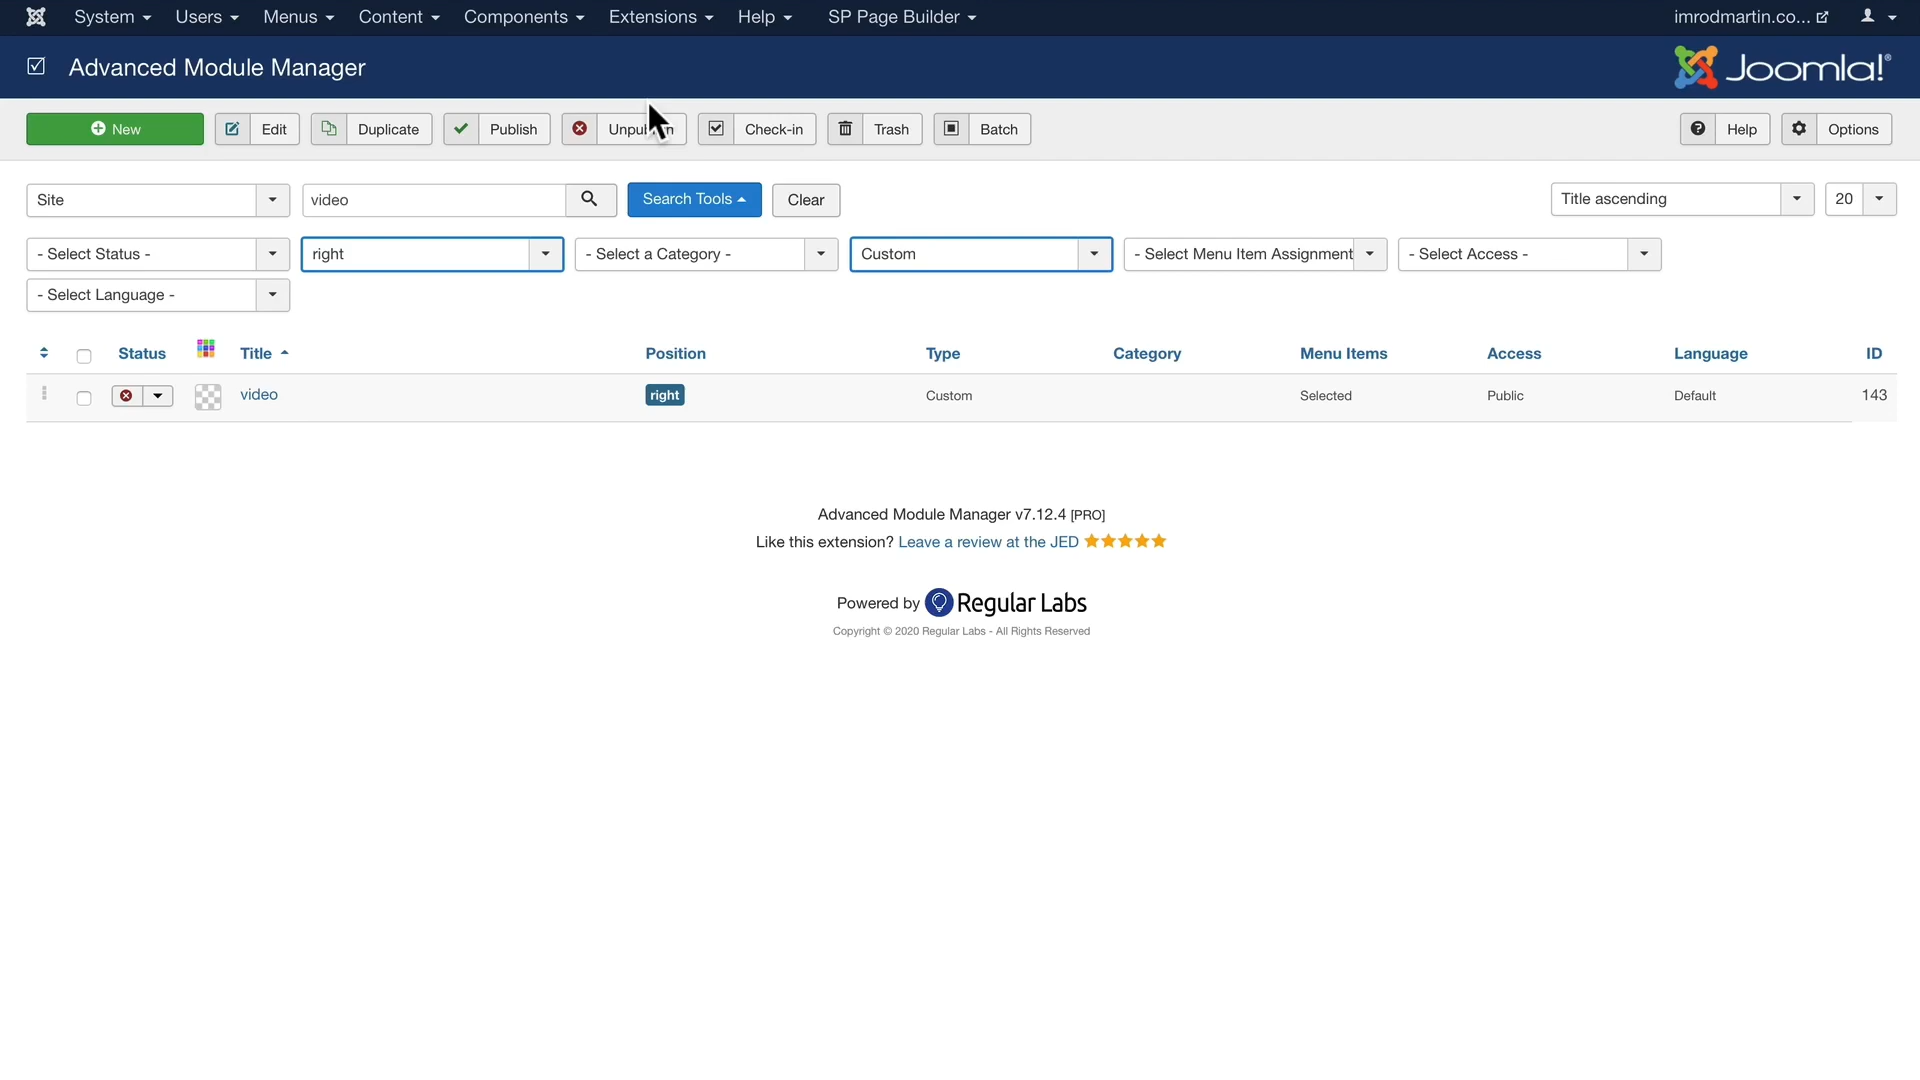 System Users Menus Content Components Extensions Help SP Page Builder imrodmartin.co...
Advanced Module Manager Joomla!®
New Edit Duplicate Publish Check-in Trash Batch Help Options
Site video Search Tools Clear Title ascending 20
- Select Status - right - Select a Category - Custom - Select Menu Item Assignment - Select Access -
- Select Language -
Status Title Position Type Category Menu Items Access Language ID
video right Custom Selected Public Default 143
Advanced Module Manager v7.12.4 [PRO]
Like this extension? Leave a review at the JED
Powered by Regular Labs
Copyright © 2020 Regular Labs - All Rights Reserved